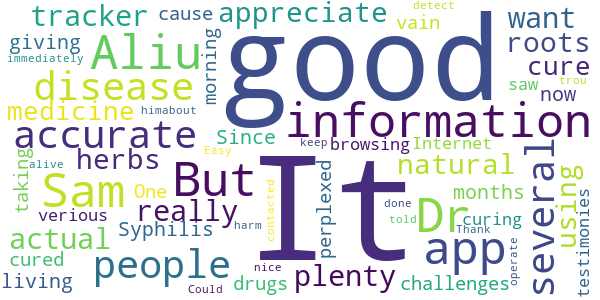 tracker cause appreciate detect want
giving Aliu vain good roots
immediately disease morning cure
medicine himabout saw now trou
accurate Since information
herbs Easy keep browsing Internet
taking alive Sam But It natural several using testimonies
One really contacted perplexed months
verious Syphilis done Dr curing
actual harm told Thank
cured people nice app operate
living drugs plenty challenges
Could